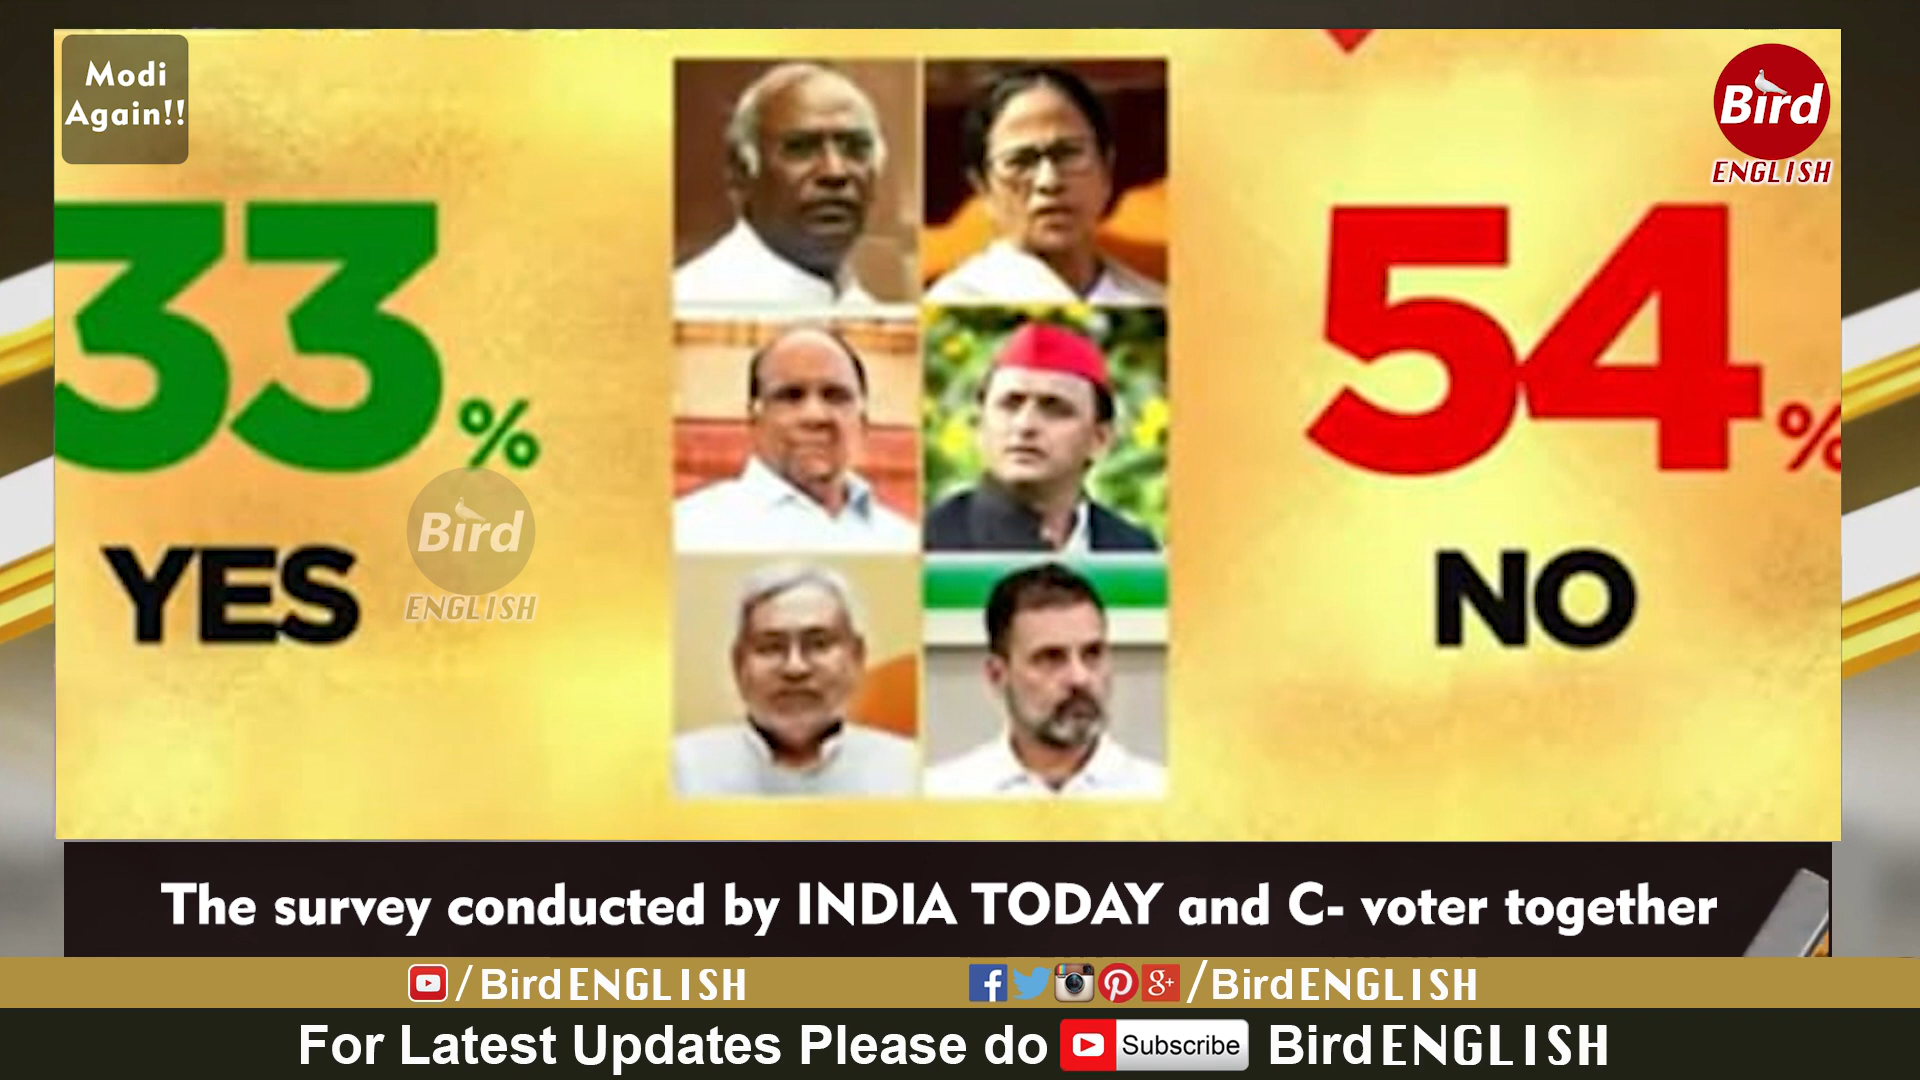 Modi
Again!!
Bird
ENGLISH
33%
54%
YES
NO
Bird
ENGLISH
The survey conducted by INDIA TODAY and C- voter together
/BirdENGLISH
/BirdENGLISH
For Latest Updates Please do Subscribe BirdENGLISH